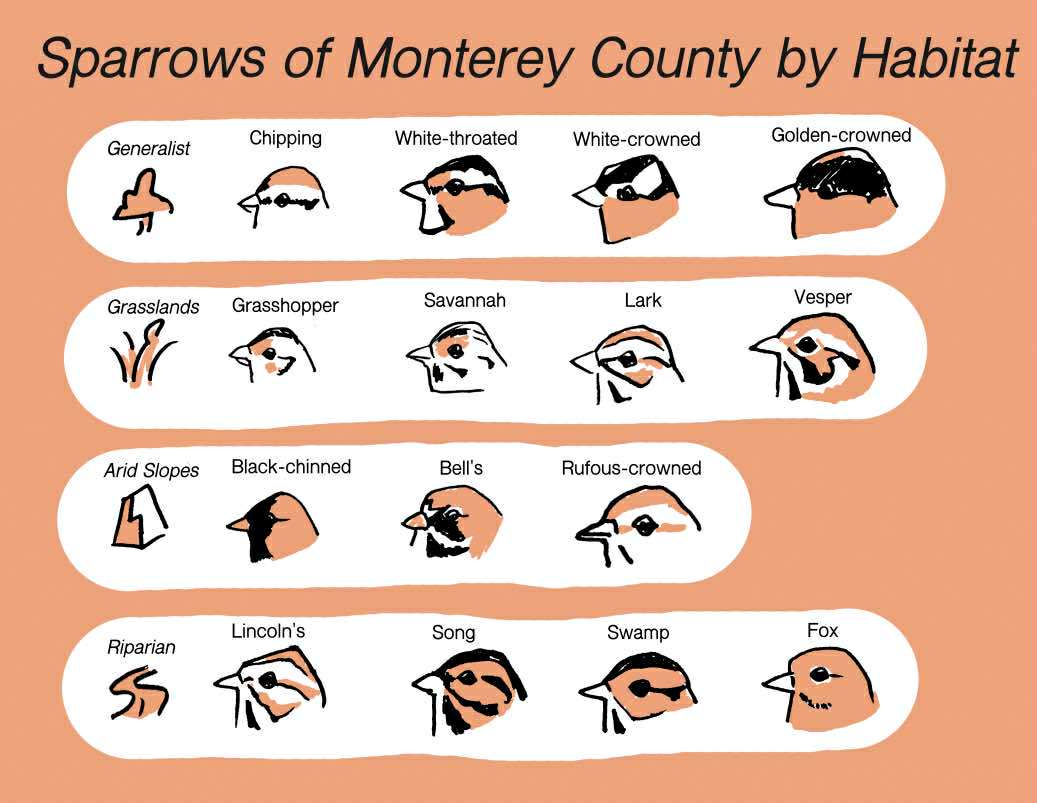 Sparrows of Monterey County by Habitat
Generalist
Chipping
White-throated
White-crowned
Golden-crowned
Grasslands
Grasshopper
Savannah
Lark
Vesper
Arid Slopes
Black-chinned
Bell's
Rufous-crowned
Riparian
Lincoln's
Song
Swamp
Fox